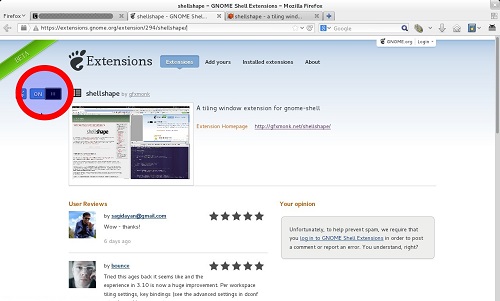 shellshape - GNOME Shell Extensions - Mozilla Firefox
Firefox
shellshape - GNOME Shel...
shellshape - a tiling wind...
https://extensions.gnome.org/extension/294/shellshape/
Google
BETA
GNOME.org Login
Extensions
Extensions Add yours Installed extensions About
ON
shellshape by gfxmonk
A tiling window extension for gnome-shell
Extension Homepage http://gfxmonk.net/shellshape/
shellshape
User Reviews
Your opinion
by sagidayan@gmail.com
Wow - thanks!
6 days ago
Unfortunately, to help prevent spam, we require that
you log in to GNOME Shell Extensions in order to post
a comment or report an error. You understand, right?
by bounce
Tried this ages back it seems like and the
experience in 3.10 is now a huge improvement. Per workspace
tiling settings, key bindings (see the advanced settings in dconf